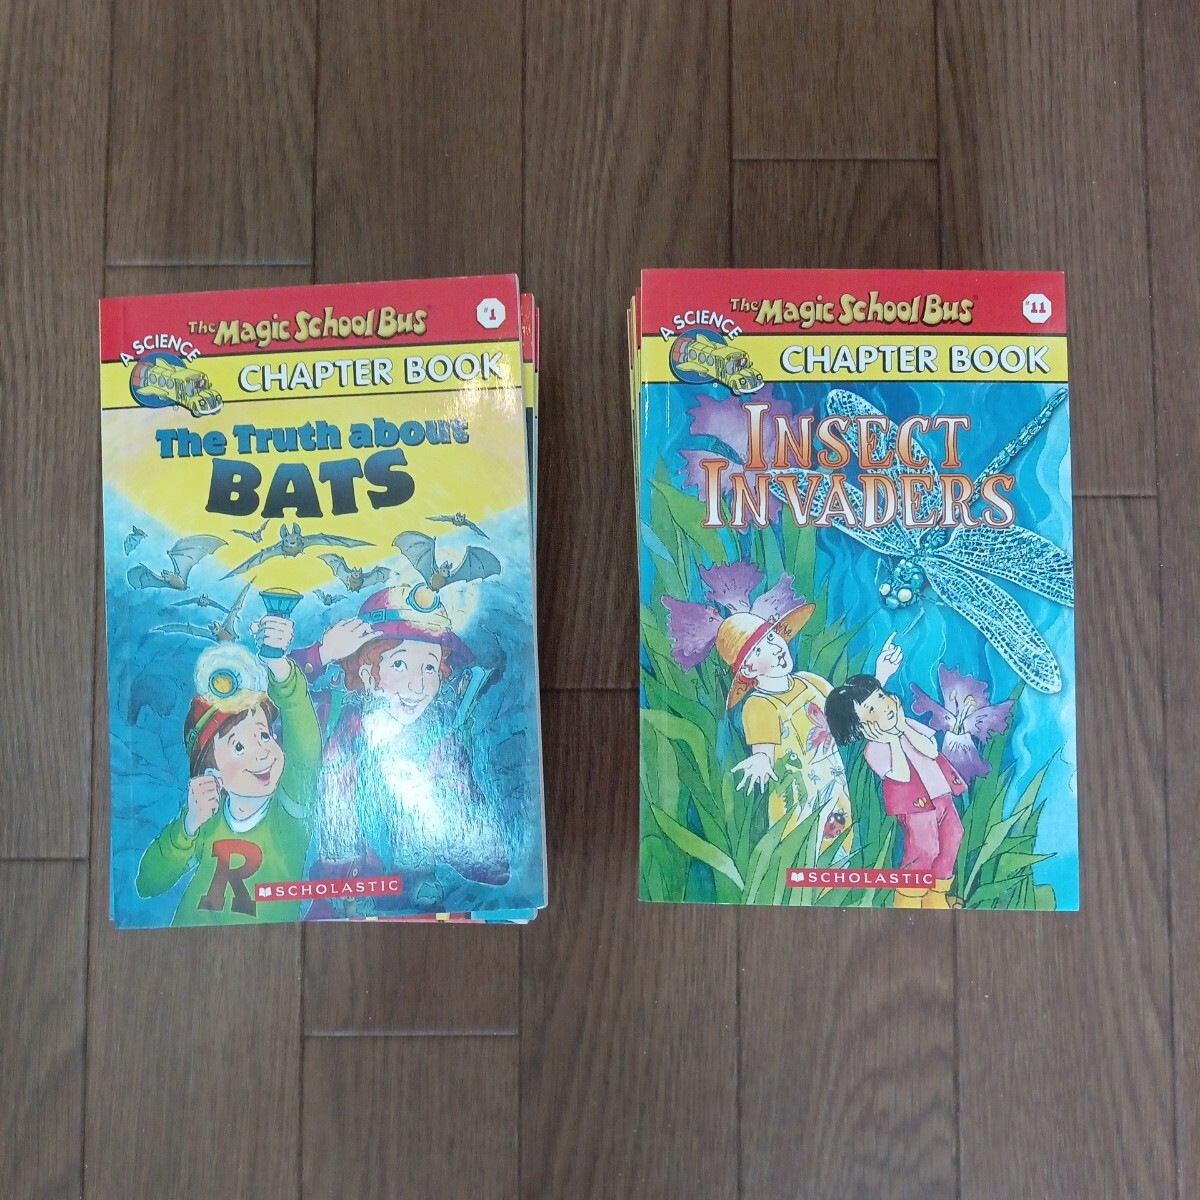 The Magic School Bus
#1
A SCIENCE
CHAPTER BOOK
The Truth about
BATS
R
SCHOLASTIC
The Magic School Bus
#11
A SCIENCE
CHAPTER BOOK
INSECT
INVADERS
SCHOLASTIC